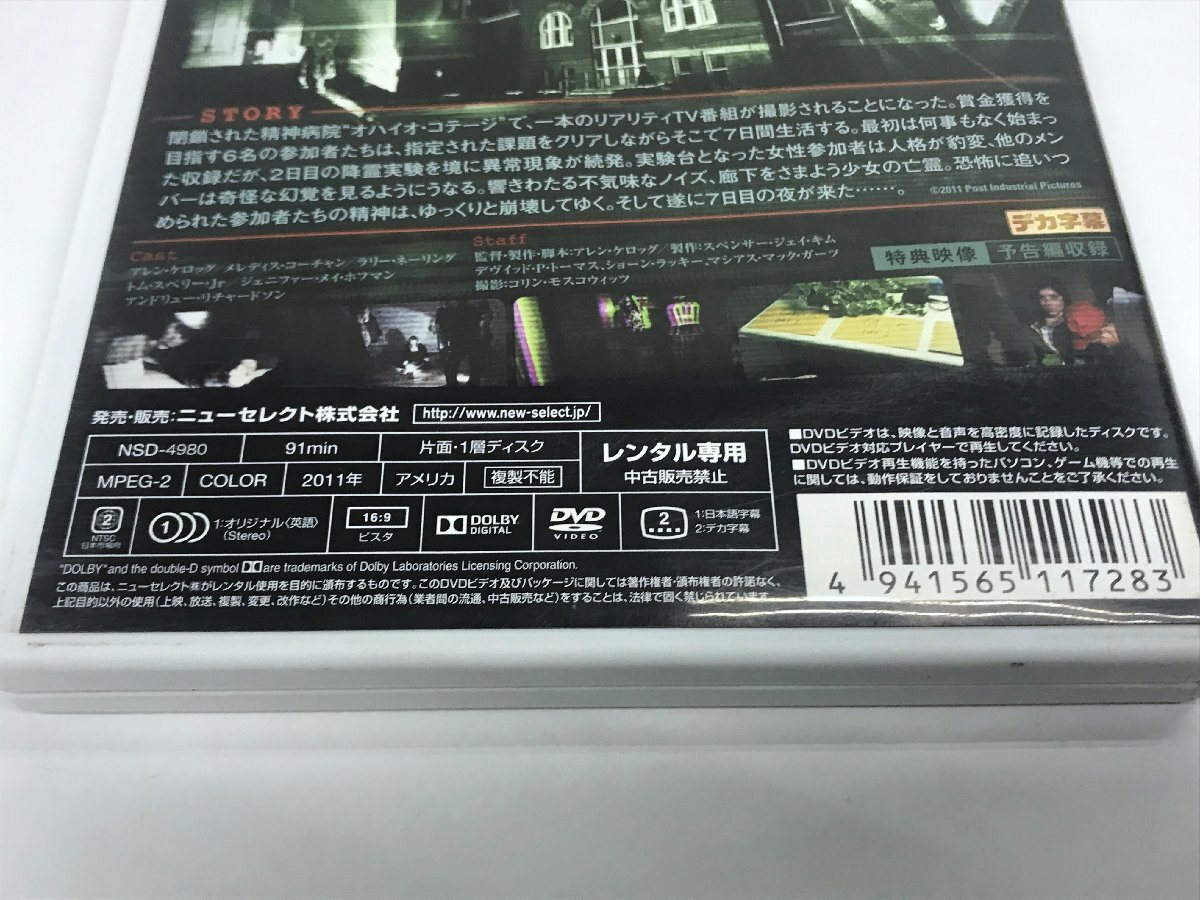 STORY
閉鎖された精神病院"オハイオ・コテージ"で、一本のリアリティTV番組が撮影されることになった。賞金獲得を
目指す6名の参加者たちは、指定された課題をクリアしながらそこで7日間生活する。最初は何事もなく始まっ
た収録だが、2日目の降霊実験を境に異常現象が続発。実験台となった女性参加者は人格が豹変、他のメン
バーは奇怪な幻覚を見るようにうなる。響きわたる不気味なノイズ、廊下をさまよう少女の亡霊。恐怖に追いつ
められた参加者たちの精神は、ゆっくりと崩壊してゆく。そして遂に7日目の夜が来た……。
©2011 Post Industrial Pictures
デカ字幕
特典映像 予告編収録
Cast
アレン・ケロッグ/メレディス・コーチャン/ラリー・ネーリング
トム・スペリー・Jr/ジェニファー・メイ・ホフマン
アンドリュー・リチャードソン
Staff
監督・製作・脚本:アレン・ケロッグ/製作:スペンサー・ジェイ・キム
デヴィッド・P・トーマス、ショーン・ラッキー、マシアス・マック・ガーツ
撮影:コリン・モスコウィッツ
発売・販売:ニューセレクト株式会社 http://www.new-select.jp/
NSD-4980 91min 片面・1層ディスク
MPEG-2 COLOR 2011年 アメリカ 複製不能
レンタル専用
中古販売禁止
2 NTSC 日本市場向
1 1:オリジナル〈英語〉
(Stereo)
16:9
ビスタ
DOLBY
DIGITAL
DVD
VIDEO
2 1:日本語字幕
2:デカ字幕
■DVDビデオは、映像と音声を高密度に記録したディスクです。
DVDビデオ対応プレイヤーで再生してください。
■DVDビデオ再生機能を持ったパソコン、ゲーム機等での再生
に関しては、動作保証をしておりませんことをご了承ください。
"DOLBY" and the double-D symbol are trademarks of Dolby Laboratories Licensing Corporation.
この商品は、ニューセレクト㈱がレンタル使用を目的に頒布するものです。このDVDビデオ及びパッケージに関しては著作権者・頒布権者の許諾なく、
上記目的以外の使用(上映、放送、複製、変更、改作など)その他の商行為(業者間の流通、中古販売など)をすることは、法律で固く禁じられています。
4 941565 117283